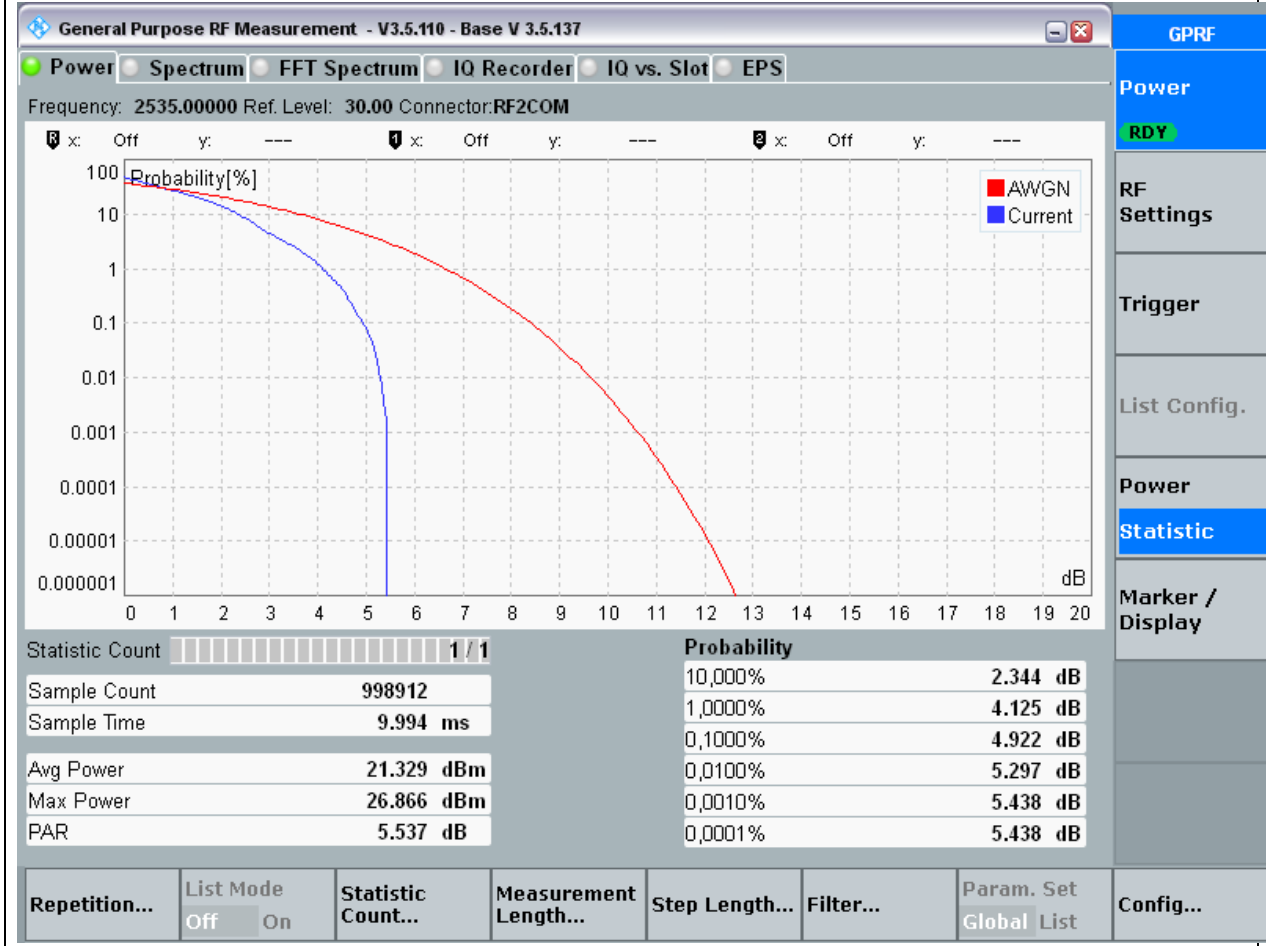 General Purpose RF Measurement - V3.5.110 - Base V 3.5.137
GPRF
Power Spectrum FFT Spectrum IQ Recorder IQ vs. Slot EPS
Frequency: 2535.00000 Ref. Level: 30.00 Connector:RF2COM
R x: Off y: --- 1 x: Off y: --- 2 x: Off y: ---
Probability[%]
100
10
1
0.1
0.01
0.001
0.0001
0.00001
0.000001
AWGN
Current
dB
0 1 2 3 4 5 6 7 8 9 10 11 12 13 14 15 16 17 18 19 20
Statistic Count 1 / 1
Sample Count 998912
Sample Time 9.994 ms
Avg Power 21.329 dBm
Max Power 26.866 dBm
PAR 5.537 dB
Probability
10,000% 2.344 dB
1,0000% 4.125 dB
0,1000% 4.922 dB
0,0100% 5.297 dB
0,0010% 5.438 dB
0,0001% 5.438 dB
Power
RDY
RF
Settings
Trigger
List Config.
Power
Statistic
Marker /
Display
Repetition...
List Mode
Off On
Statistic
Count...
Measurement
Length...
Step Length...
Filter...
Param. Set
Global List
Config...